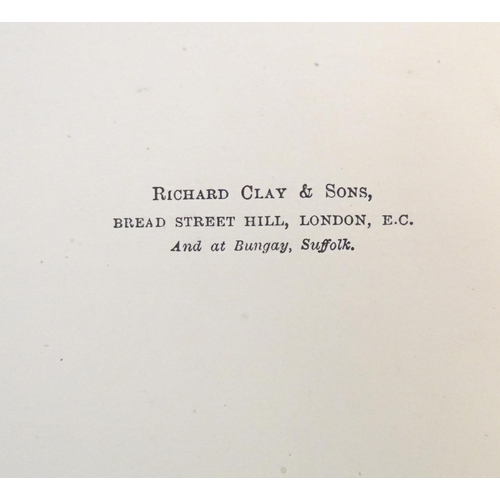 Richard Clay & Sons,
BREAD STREET HILL, LONDON, E.C.
And at Bungay, Suffolk.